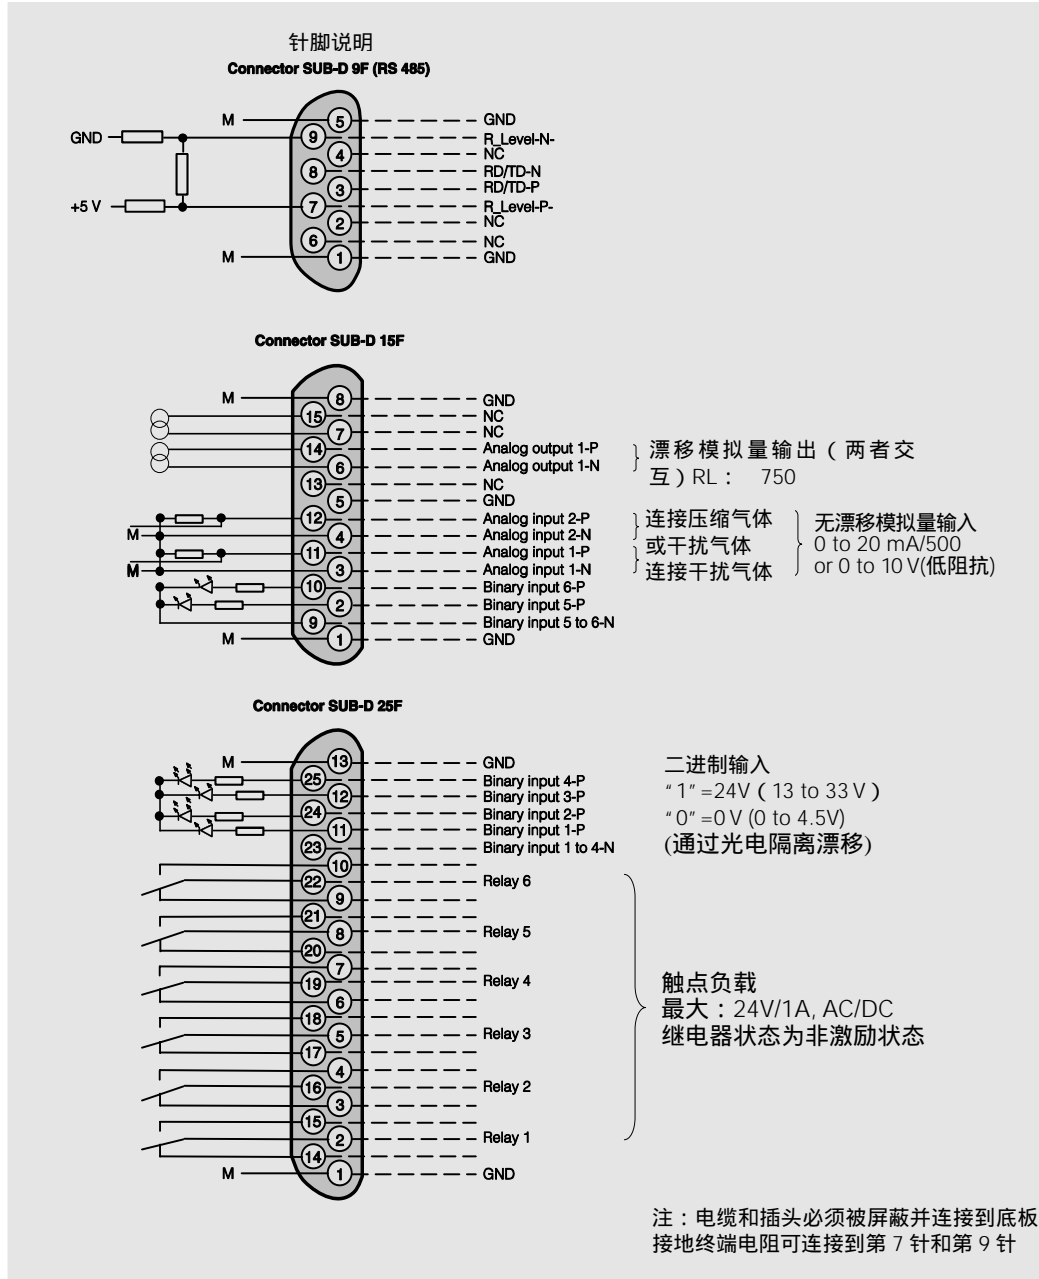 针脚说明
Connector SUB-D 9F (RS 485)
M 5 GND
GND 9 R_Level-N-
4 NC
8 RD/TD-N
3 RD/TD-P
+5 V 7 R_Level-P-
2 NC
6 NC
M 1 GND
Connector SUB-D 15F
M 8 GND
15 NC
7 NC
14 Analog output 1-P
6 Analog output 1-N
漂移模拟量输出（两者交
互）RL： 750
13 NC
5 GND
12 Analog input 2-P
M 4 Analog input 2-N
11 Analog input 1-P
M 3 Analog input 1-N
连接压缩气体
或干扰气体
连接干扰气体
无漂移模拟量输入
0 to 20 mA/500
or 0 to 10 V(低阻抗)
10 Binary input 6-P
2 Binary input 5-P
9 Binary input 5 to 6-N
M 1 GND
Connector SUB-D 25F
M 13 GND
25 Binary input 4-P
12 Binary input 3-P
24 Binary input 2-P
11 Binary input 1-P
23 Binary input 1 to 4-N
二进制输入
“1”=24V（13 to 33 V）
“0”=0 V (0 to 4.5V)
(通过光电隔离漂移)
10
22 Relay 6
9
21
8 Relay 5
20
7
19 Relay 4
6
18
5 Relay 3
17
4
16 Relay 2
3
15
2 Relay 1
14
M 1 GND
触点负载
最大：24V/1A, AC/DC
继电器状态为非激励状态
注：电缆和插头必须被屏蔽并连接到底板
接地终端电阻可连接到第 7 针和第 9 针